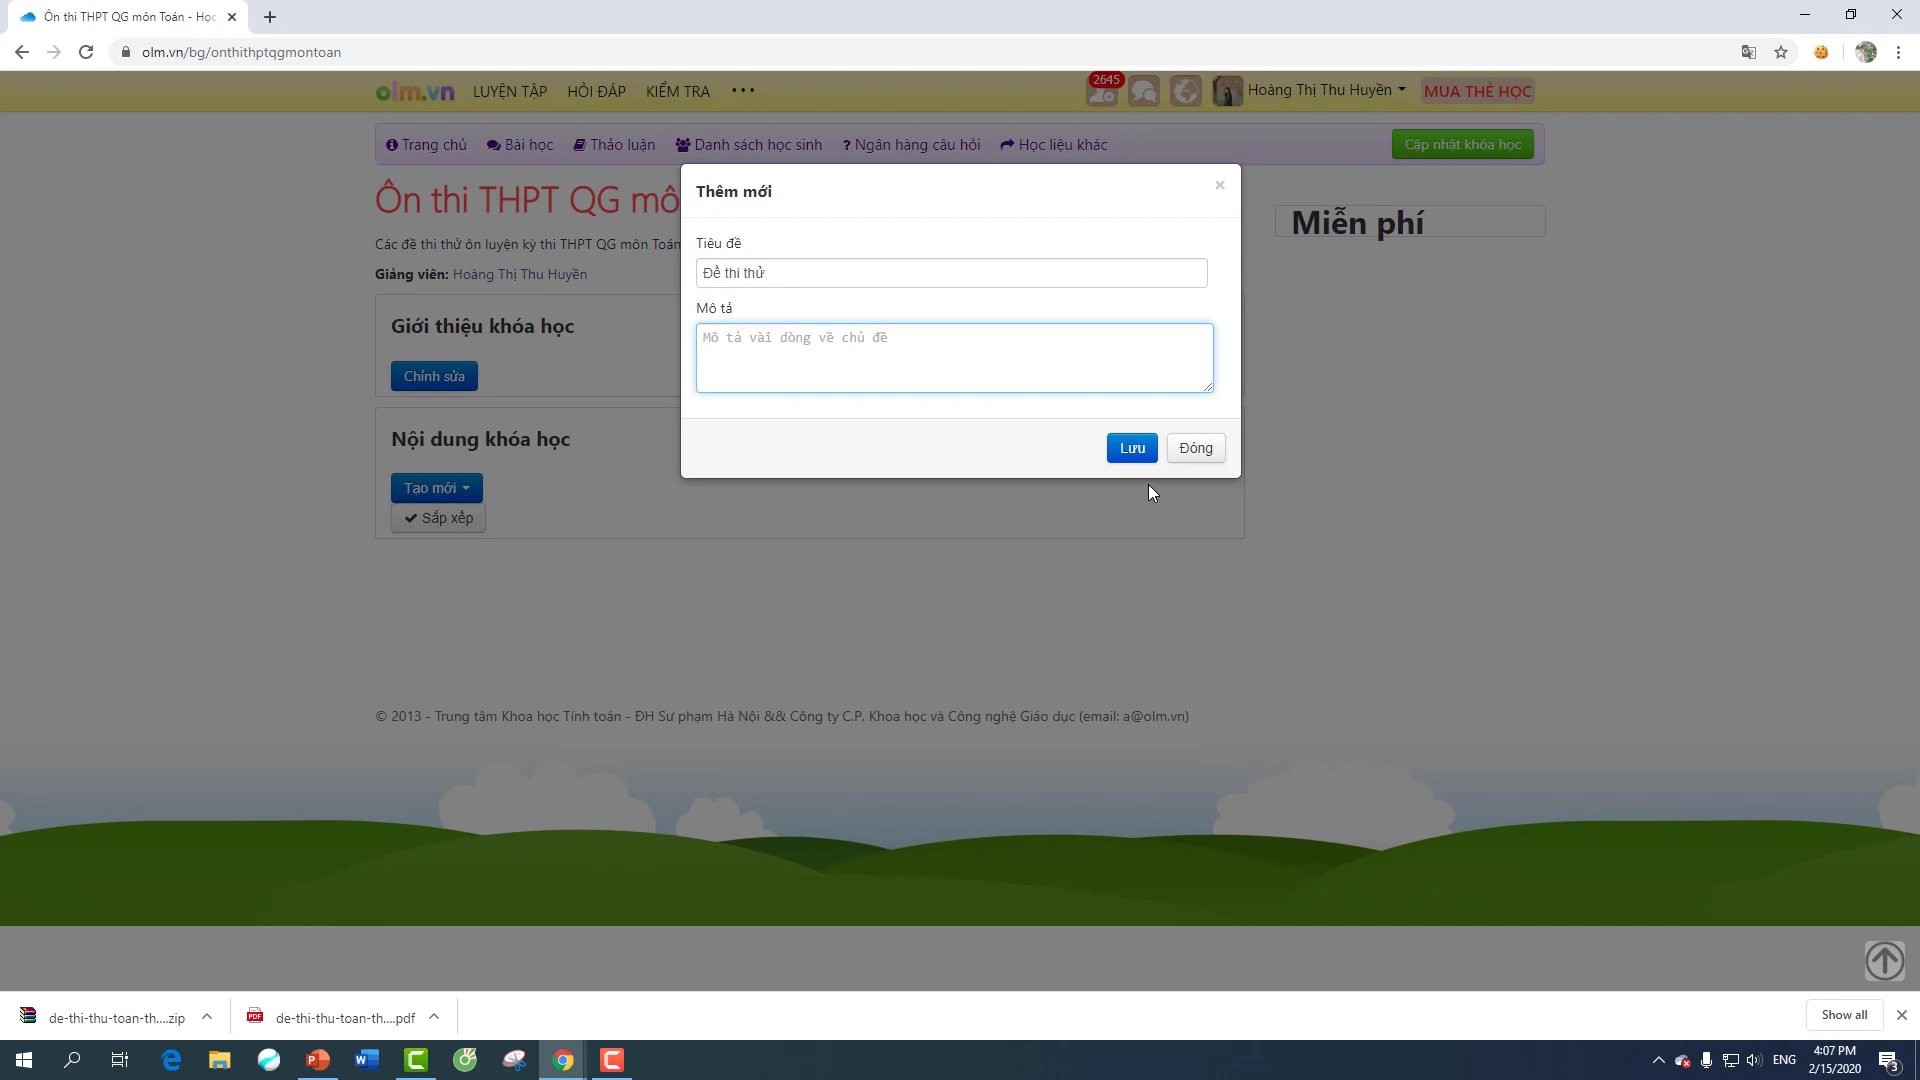 Ôn thi THPT QG môn Toán - Học
olm.vn/bg/onthithptqgmontoan
olm.vn LUYỆN TẬP HỎI ĐÁP KIỂM TRA ••• 2645 Hoàng Thị Thu Huyền MUA THẺ HỌC
Trang chủ Bài học Thảo luận Danh sách học sinh ? Ngân hàng câu hỏi Học liệu khác Cập nhật khóa học
Ôn thi THPT QG mô
Các đề thi thử ôn luyện kỳ thi THPT QG môn Toán
Giảng viên: Hoàng Thị Thu Huyền
Giới thiệu khóa học
Chỉnh sửa
Nội dung khóa học
Tạo mới
Sắp xếp
Thêm mới ×
Tiêu đề
Đề thi thử
Mô tả
Mô tả vài dòng về chủ đề
Lưu Đóng
Miễn phí
© 2013 - Trung tâm Khoa học Tính toán - ĐH Sư phạm Hà Nội && Công ty C.P. Khoa học và Công nghệ Giáo dục (email: a@olm.vn)
de-thi-thu-toan-th....zip de-thi-thu-toan-th....pdf Show all
ENG
4:07 PM
2/15/2020
3